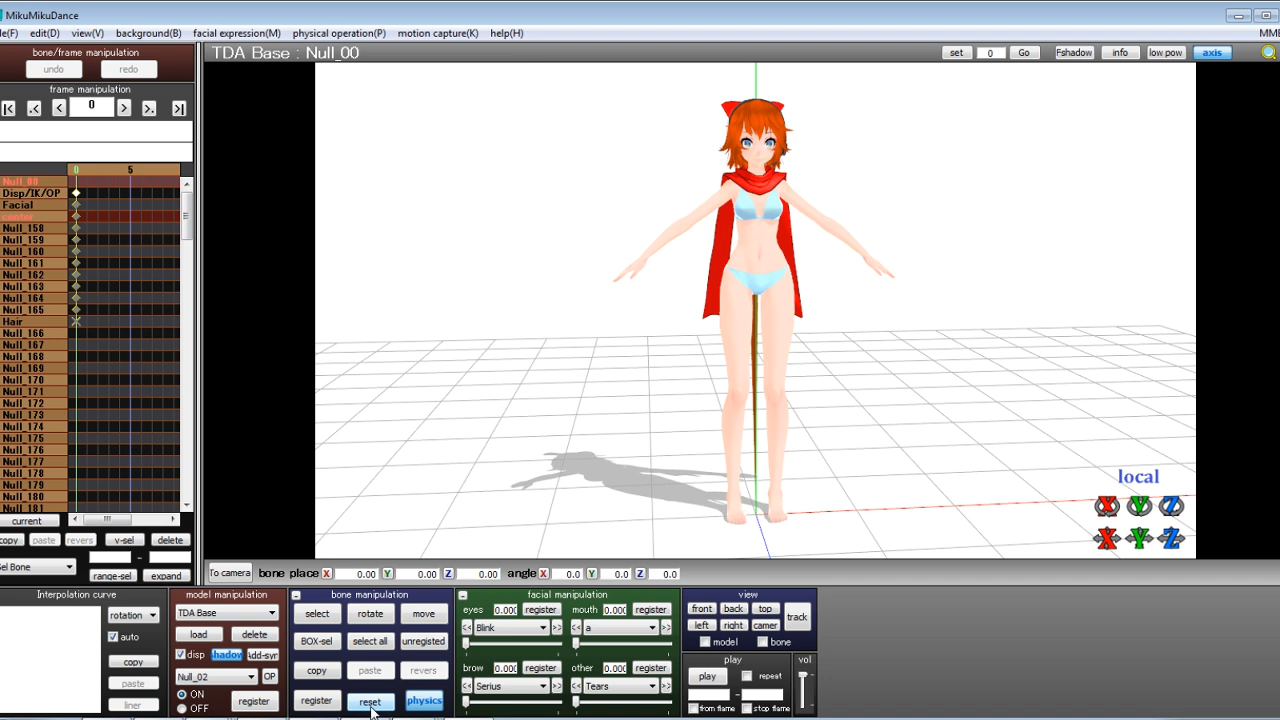 MikuMikuDance
le(F) edit(D) view(V) background(B) facial expression(M) physical operation(P) motion capture(K) help(H) MME
bone/frame manipulation
undo redo
TDA Base : Null_00
set 0 Go Fshadow info low pow axis
frame manipulation
|< .< < 0 > >. >|
0 5
Null_00
Disp/IK/OP
Facial
center
Null_158
Null_159
Null_160
Null_161
Null_162
Null_163
Null_164
Null_165
Hair
Null_166
Null_167
Null_168
Null_169
Null_170
Null_171
Null_172
Null_173
Null_174
Null_175
Null_176
Null_177
Null_178
Null_179
Null_180
Null_181
current
copy paste revers v-sel delete
Sel Bone -
range-sel expand
local
X Y Z
X Y Z
To camera bone place X 0.00 Y 0.00 Z 0.00 angle X 0.0 Y 0.0 Z 0.0
Interpolation curve
rotation
auto
copy
paste
liner
model manipulation
TDA Base
load delete
disp shadow Add-syn
Null_02 OP
ON
OFF
register
- bone manipulation
select rotate move
BOX-sel select all unregisted
copy paste revers
register reset physics
- facial manipulation
eyes 0.000 register mouth 0.000 register
<< Blink >> << a >>
brow 0.000 register other 0.000 register
<< Serius >> << Tears >>
view
front back top
left right camer track
model bone
play
play repeat
-
from flame stop flame
vol